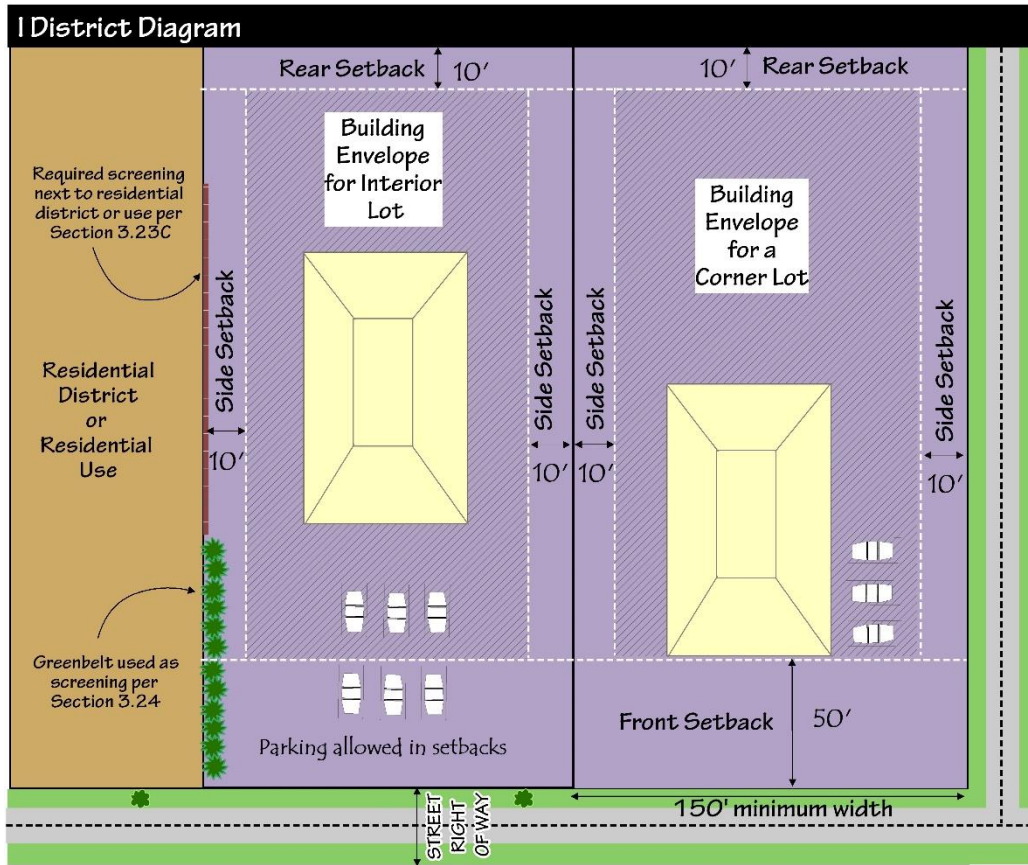 I District Diagram
Rear Setback
10'
10'
Rear Setback
Building
Envelope
for Interior
Lot
Required screening
next to residential
district or use per
Section 3.23C
Building
Envelope
for a
Corner Lot
Side Setback
Side Setback
Side Setback
Side Setback
Residential
District
or
Residential
Use
10'
10'
10'
10'
Greenbelt used as
screening per
Section 3.24
Front Setback
50'
Parking allowed in setbacks
STREET
RIGHT
OF WAY
150' minimum width